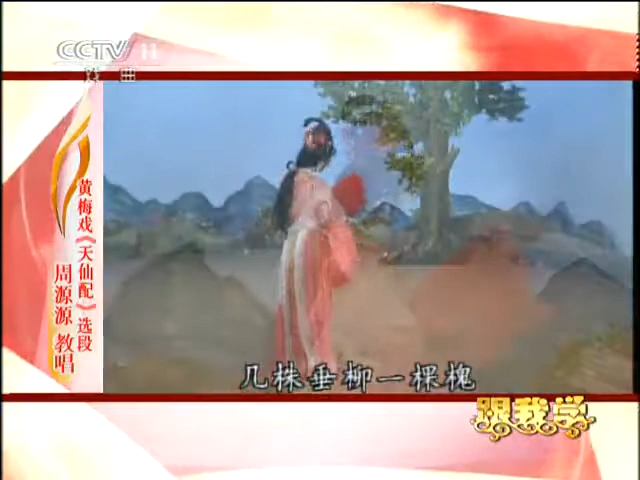 CCTV 11
戏曲
黄梅戏《天仙配》选段
周源源 教唱
几株垂柳一棵槐
跟我学